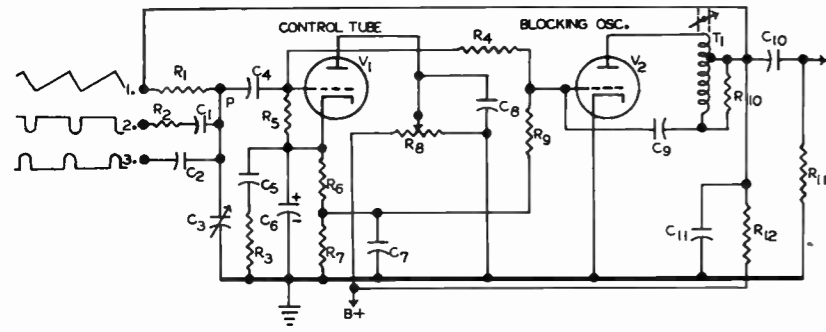 CONTROL TUBE
BLOCKING OSC.
T1
C10
R1
C4
V1
R4
V2
1.
P
R2
C1
2.
R5
C8
R10
R8
R9
C9
3.
C2
R11
C5
R6
C3
C6
+
-
C11
R12
R3
R7
C7
B+